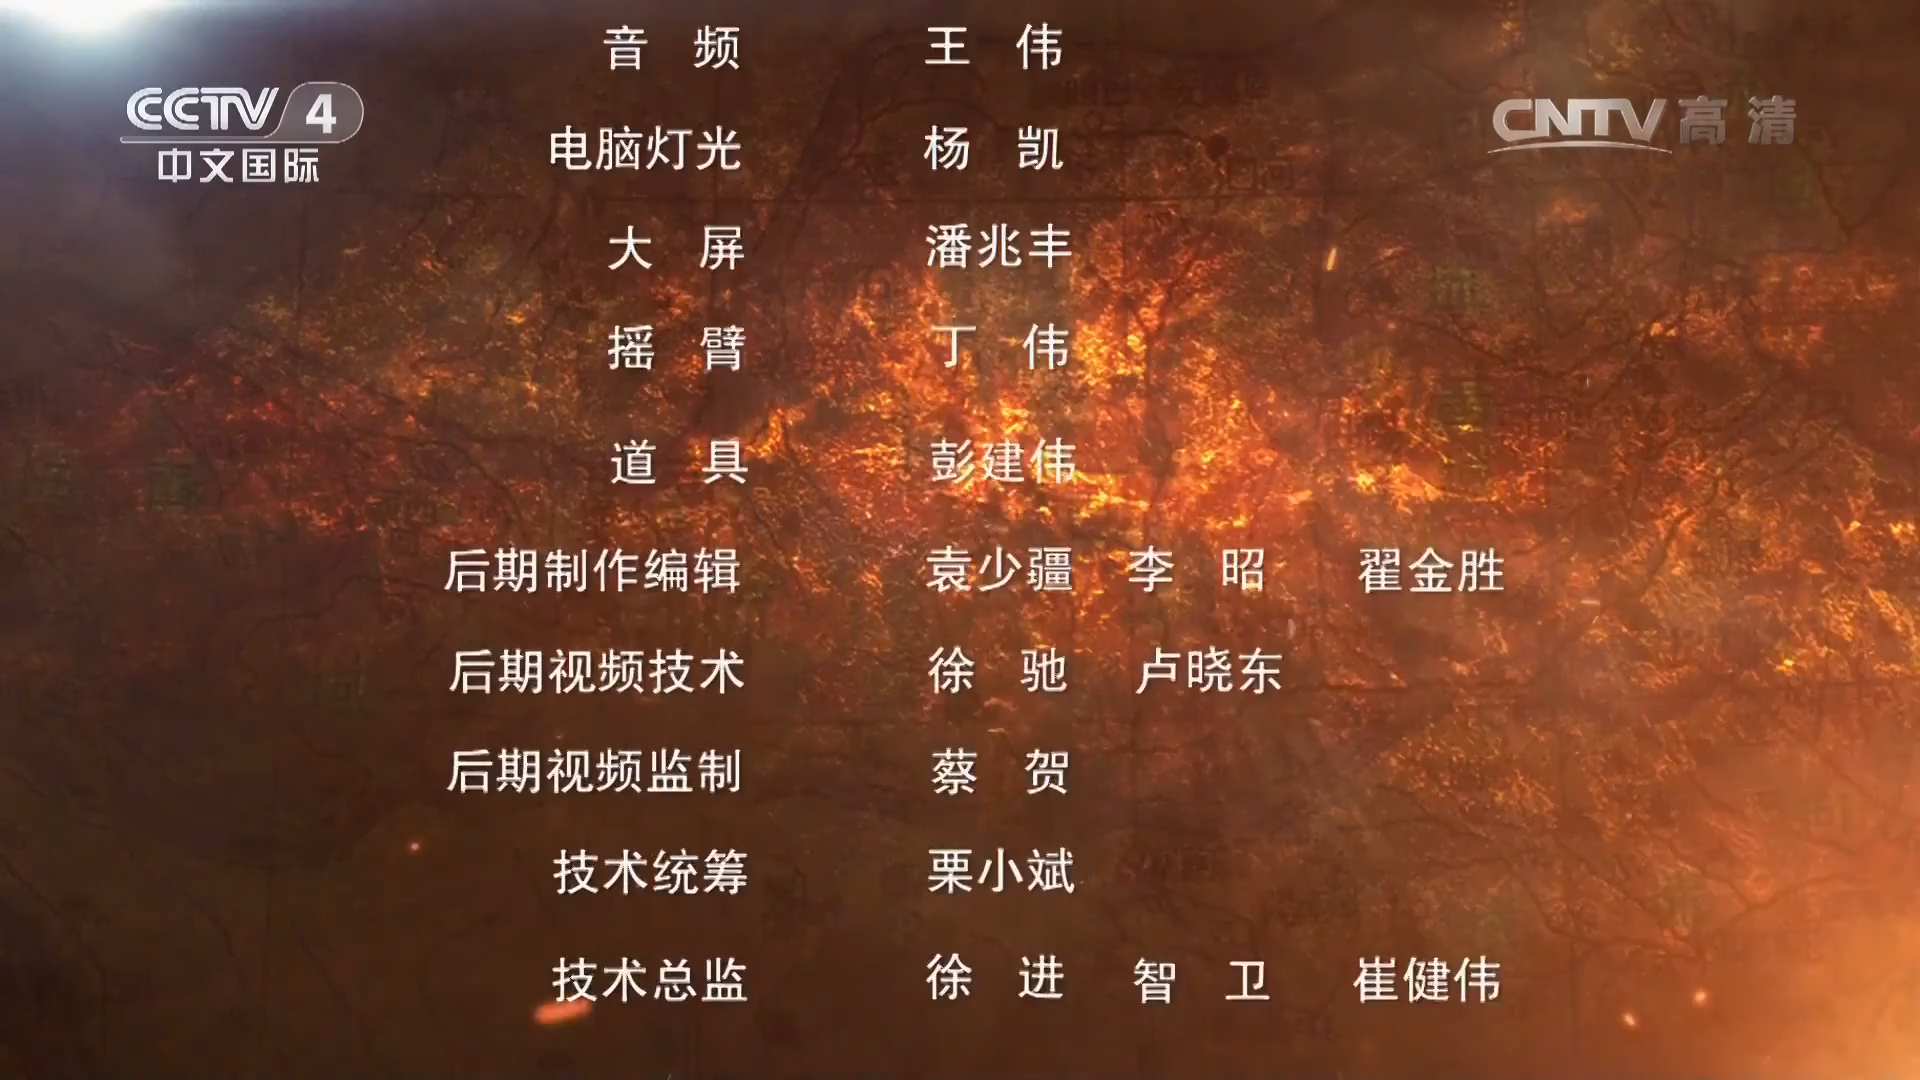 音 频 王 伟
CCTV 4
中文国际
CNTV 高清
电脑灯光 杨 凯
大 屏 潘兆丰
摇 臂 丁 伟
道 具 彭建伟
后期制作编辑 袁少疆 李 昭 翟金胜
后期视频技术 徐 驰 卢晓东
后期视频监制 蔡 贺
技术统筹 栗小斌
技术总监 徐 进 智 卫 崔健伟